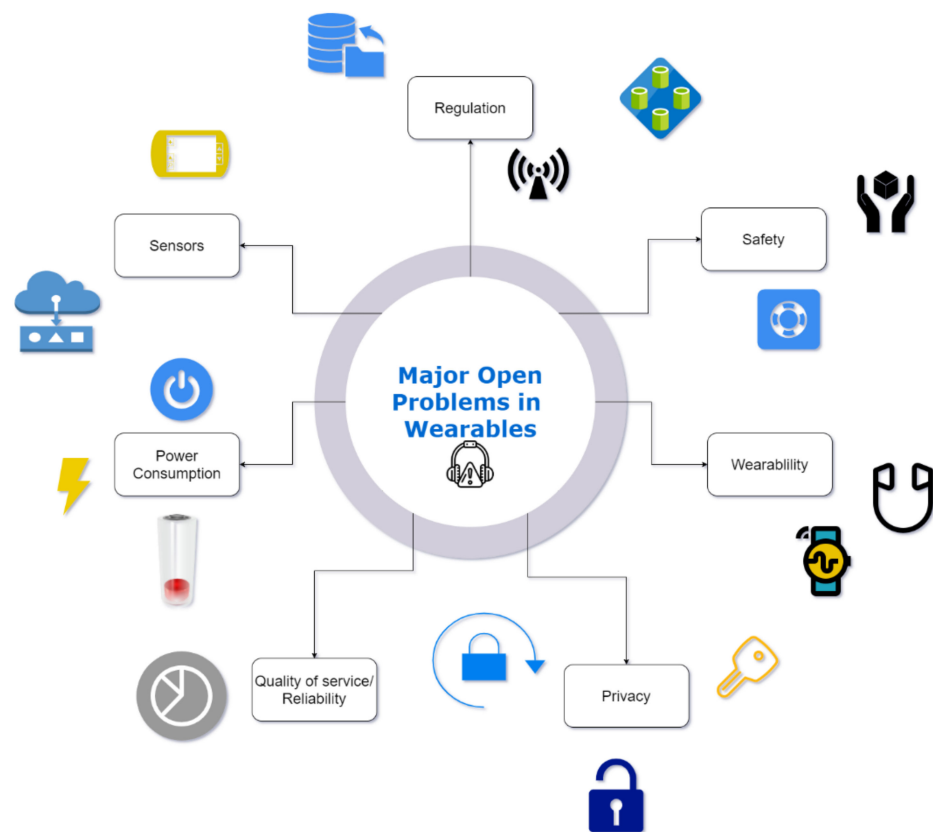 Regulation
Sensors
Safety
Major Open
Problems in
Wearables
Power
Consumption
Wearablility
Quality of service/
Reliability
Privacy